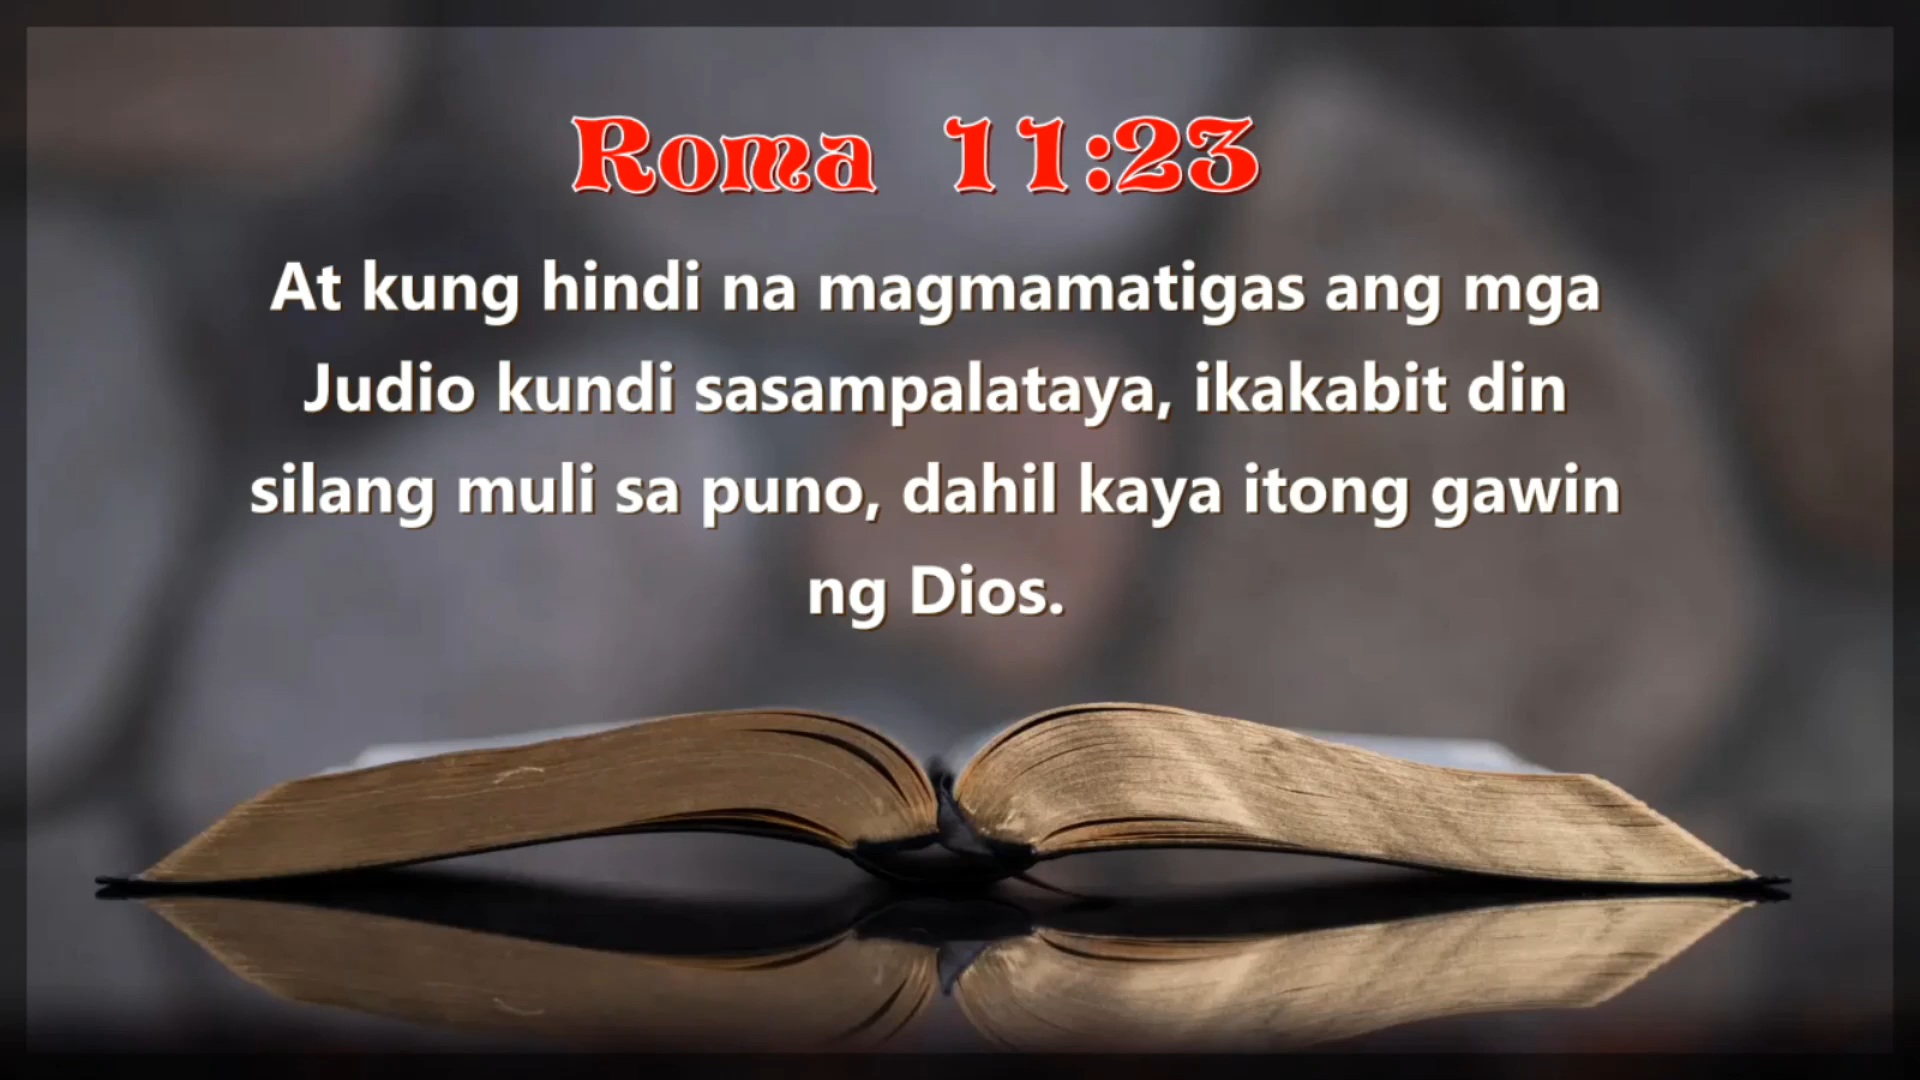 Roma 11:23
At kung hindi na magmamatigas ang mga
Judio kundi sasampalataya, ikakabit din
silang muli sa puno, dahil kaya itong gawin
ng Dios.